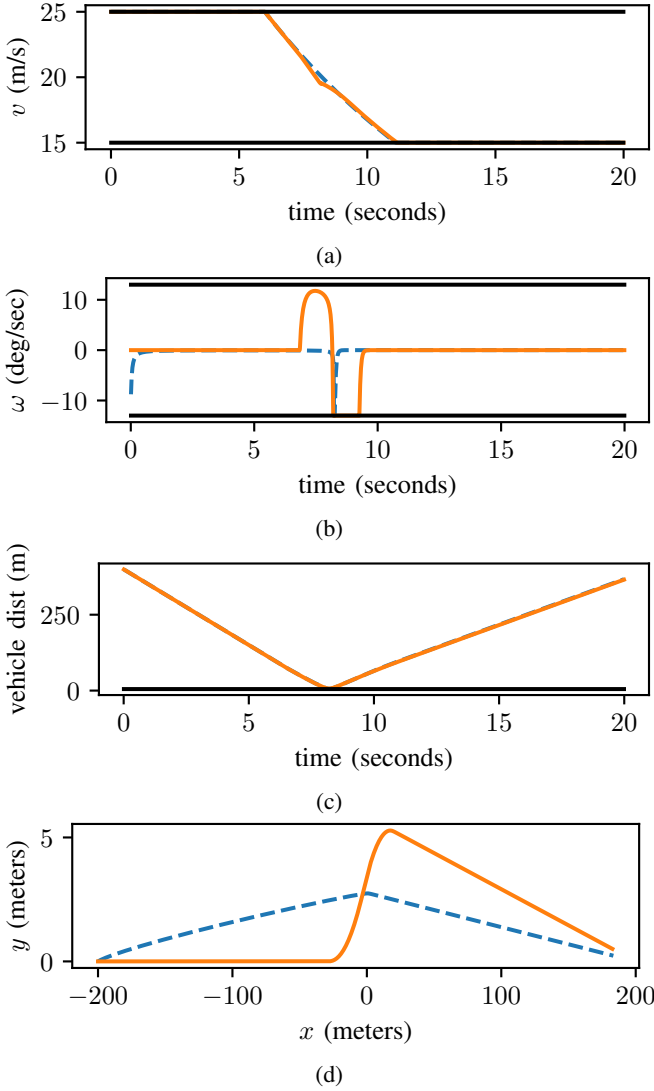 25
20
15
v (m/s)
0 5 10 15 20
time (seconds)
(a)
10
0
−10
ω (deg/sec)
0 5 10 15 20
time (seconds)
(b)
250
0
vehicle dist (m)
0 5 10 15 20
time (seconds)
(c)
5
0
y (meters)
−200 −100 0 100 200
x (meters)
(d)